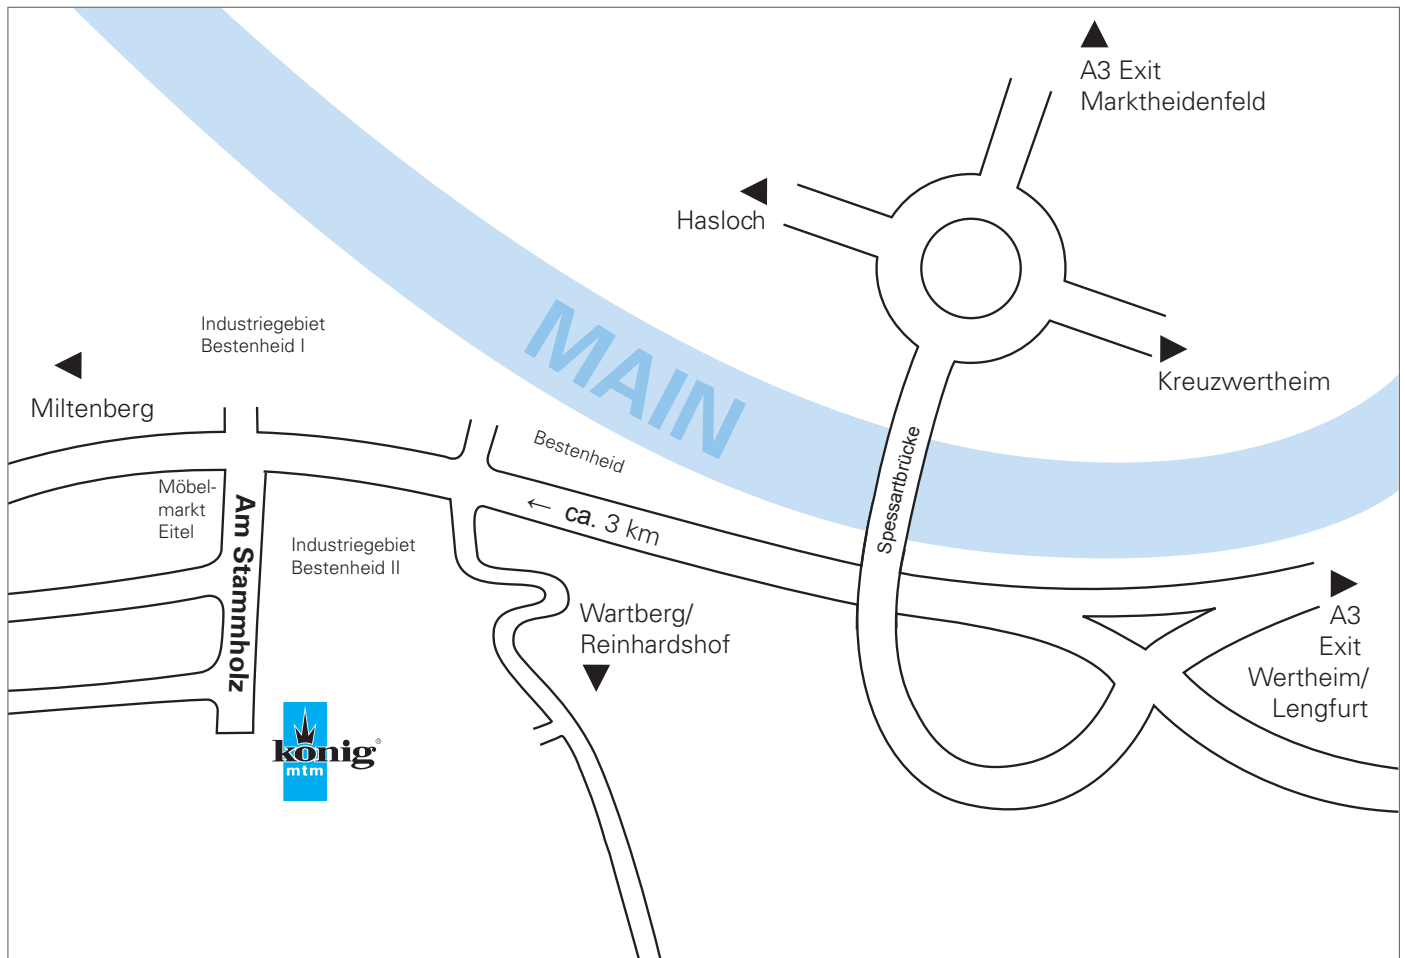 A3 Exit
Marktheidenfeld
Hasloch
Kreuzwertheim
MAIN
Industriegebiet
Bestenheid I
Miltenberg
Bestenheid
← ca. 3 km
Spessartbrücke
Möbel-
markt
Eitel
Am Stammholz
Industriegebiet
Bestenheid II
Wartberg/
Reinhardshof
A3
Exit
Wertheim/
Lengfurt
könig®
mtm